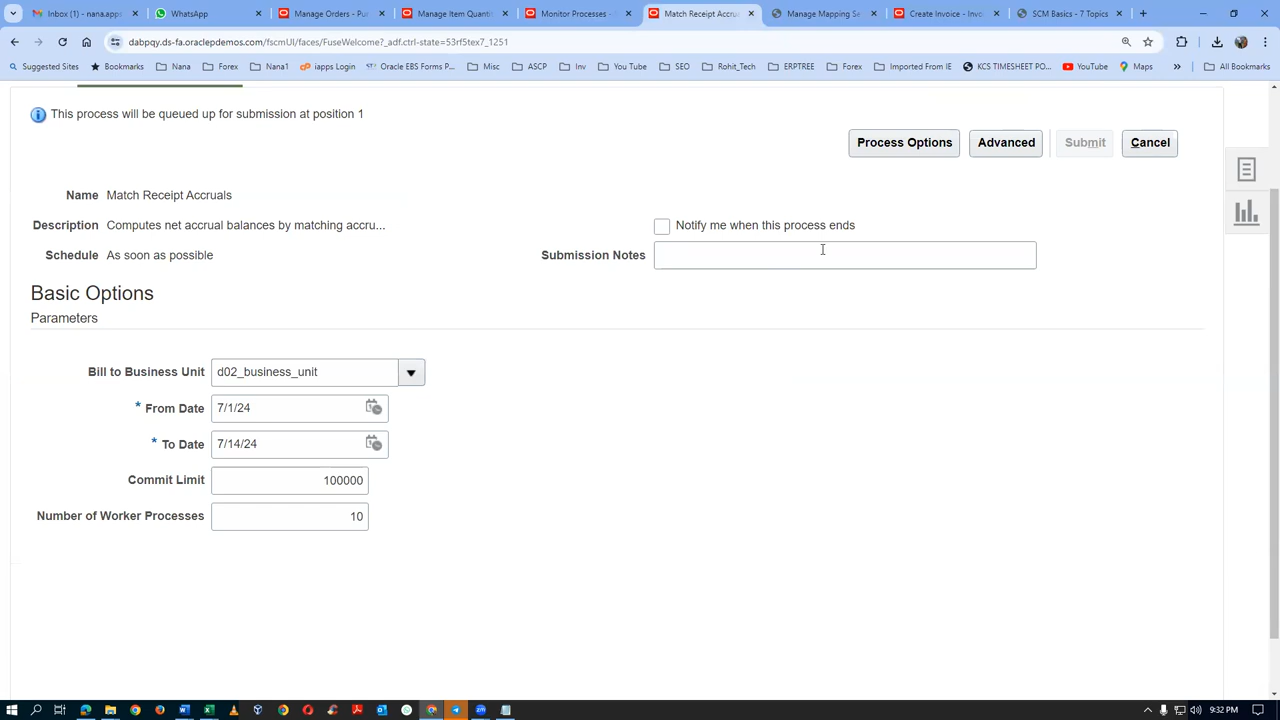 Inbox (1) - nana.apps
WhatsApp
Manage Orders - Pu
Manage Item Quanti
Monitor Processes -
Match Receipt Accru
Manage Mapping Se
Create Invoice - Invo
SCM Basics - 7 Topics
dabpqy.ds-fa.oraclepdemos.com/fscmUI/faces/FuseWelcome?_adf.ctrl-state=53rf5tex7_1251
Suggested Sites
Bookmarks
Nana
Forex
Nana1
iapps Login
Oracle EBS Forms P...
Misc
ASCP
Inv
You Tube
SEO
Rohit_Tech
ERPTREE
Forex
Imported From IE
KCS TIMESHEET PO...
YouTube
Maps
»
All Bookmarks
This process will be queued up for submission at position 1
Process Options
Advanced
Submit
Cancel
Name Match Receipt Accruals
Description Computes net accrual balances by matching accru...
Notify me when this process ends
Schedule As soon as possible
Submission Notes
Basic Options
Parameters
Bill to Business Unit d02_business_unit
* From Date 7/1/24
* To Date 7/14/24
Commit Limit 100000
Number of Worker Processes 10
9:32 PM